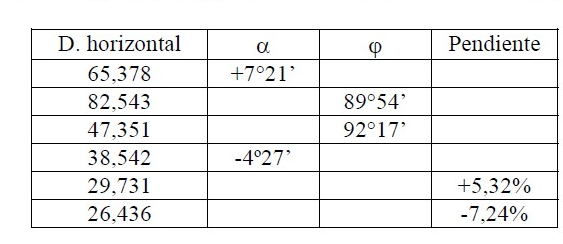 D. horizontal α φ Pendiente
65,378 +7°21’
82,543 89°54’
47,351 92°17’
38,542 -4º27’
29,731 +5,32%
26,436 -7,24%